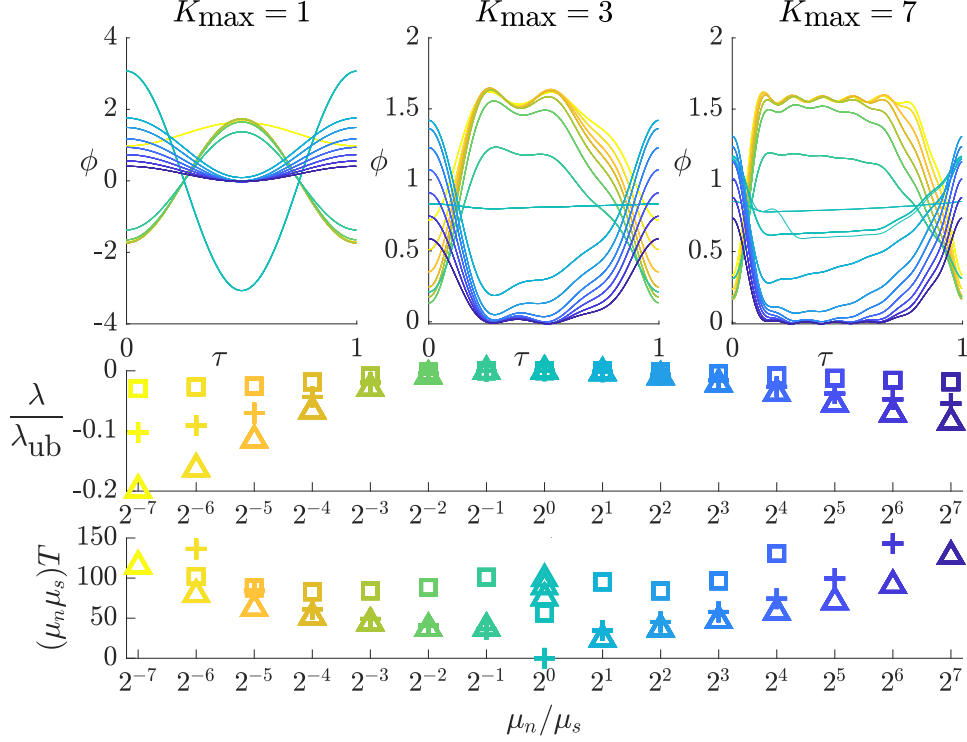 K_max = 1 K_max = 3 K_max = 7
4 2 0 -2 -4 ϕ
0 τ 1
2 1.5 1 0.5 0 ϕ
0 τ 1
2 1.5 1 0.5 0 ϕ
0 τ 1
λ/λ_ub
0 -0.1 -0.2
2^-7 2^-6 2^-5 2^-4 2^-3 2^-2 2^-1 2^0 2^1 2^2 2^3 2^4 2^5 2^6 2^7
(μ_n μ_s)T
150 100 50 0
2^-7 2^-6 2^-5 2^-4 2^-3 2^-2 2^-1 2^0 2^1 2^2 2^3 2^4 2^5 2^6 2^7
μ_n/μ_s